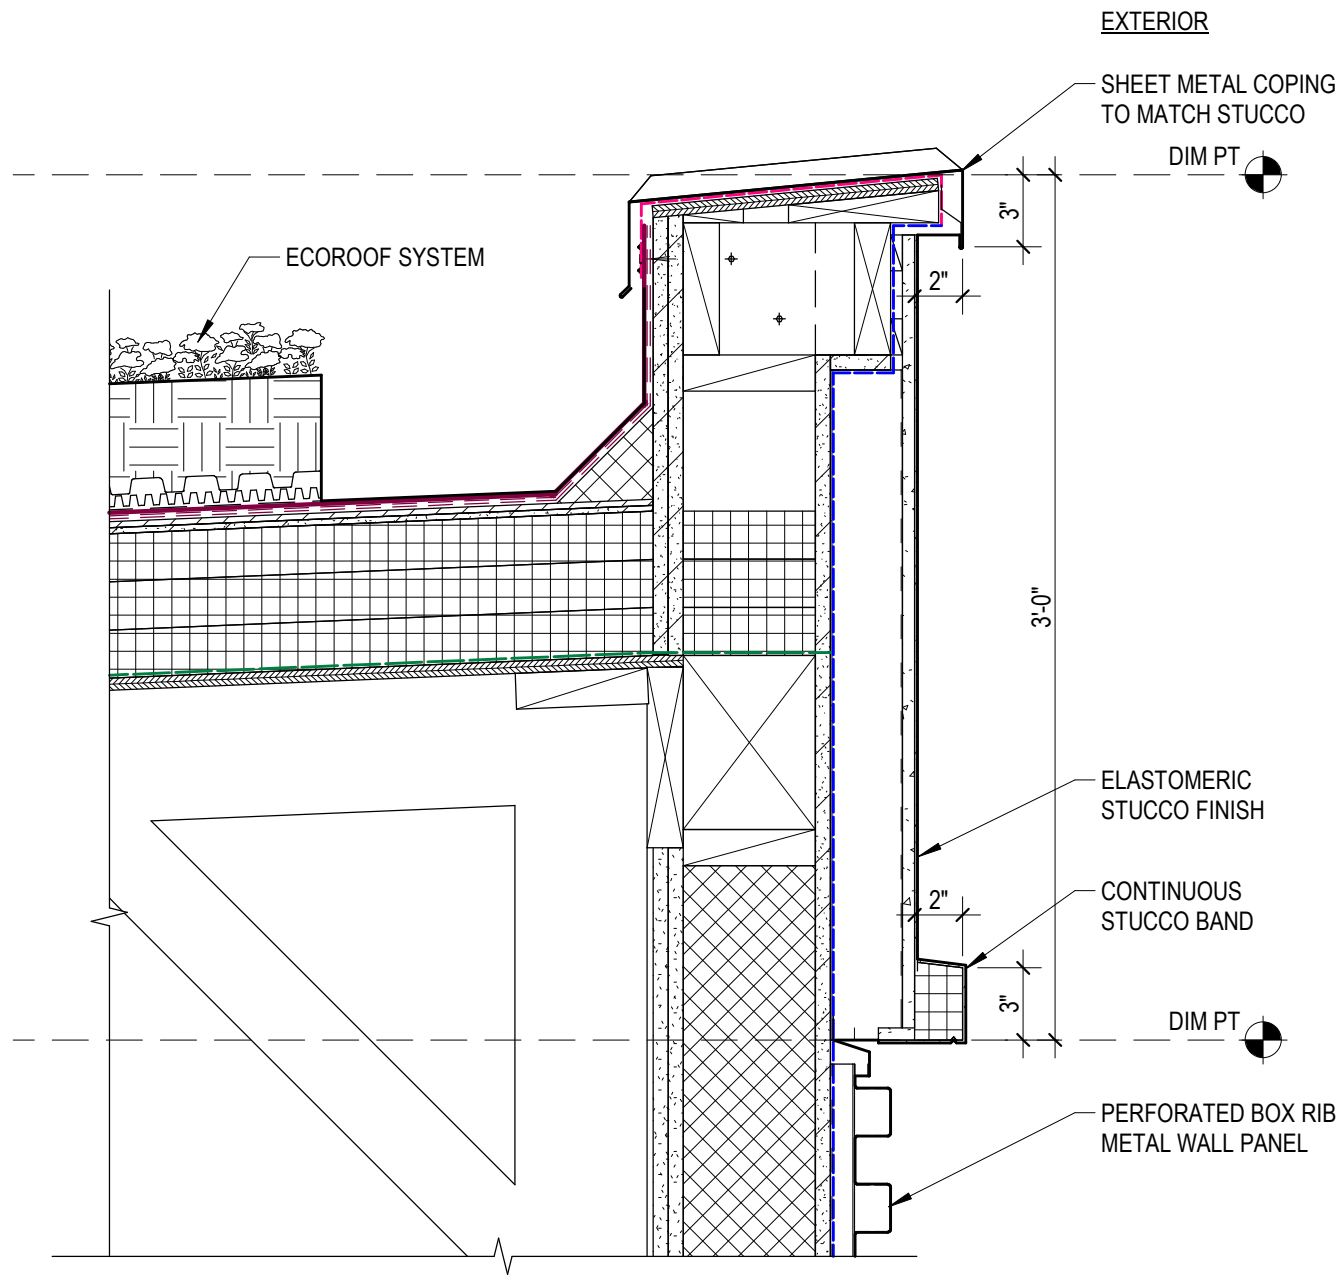 EXTERIOR
SHEET METAL COPING
TO MATCH STUCCO
DIM PT
3"
ECOROOF SYSTEM
2"
3'-0"
ELASTOMERIC
STUCCO FINISH
CONTINUOUS
STUCCO BAND
2"
3"
DIM PT
PERFORATED BOX RIB
METAL WALL PANEL